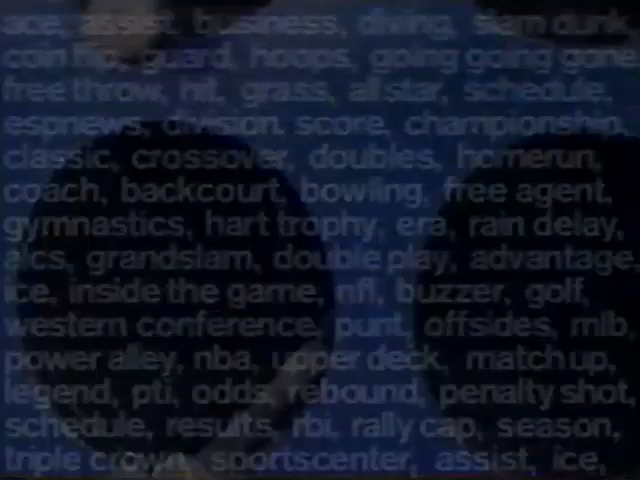 ace, assist, business, diving, slam dunk,
coin flip, guard, hoops, going going gone
free throw, hit, grass, all star, schedule,
espnews, division, score, championship,
classic, crossover, doubles, homerun,
coach, backcourt, bowling, free agent,
gymnastics, hart trophy, era, rain delay,
alcs, grandslam, double play, advantage,
ice, inside the game, nfl, buzzer, golf,
western conference, punt, offsides, mlb,
power alley, nba, upper deck, matchup,
legend, pti, odds, rebound, penalty shot,
schedule, results, rbi, rally cap, season,
triple crown, sportscenter, assist, ice,